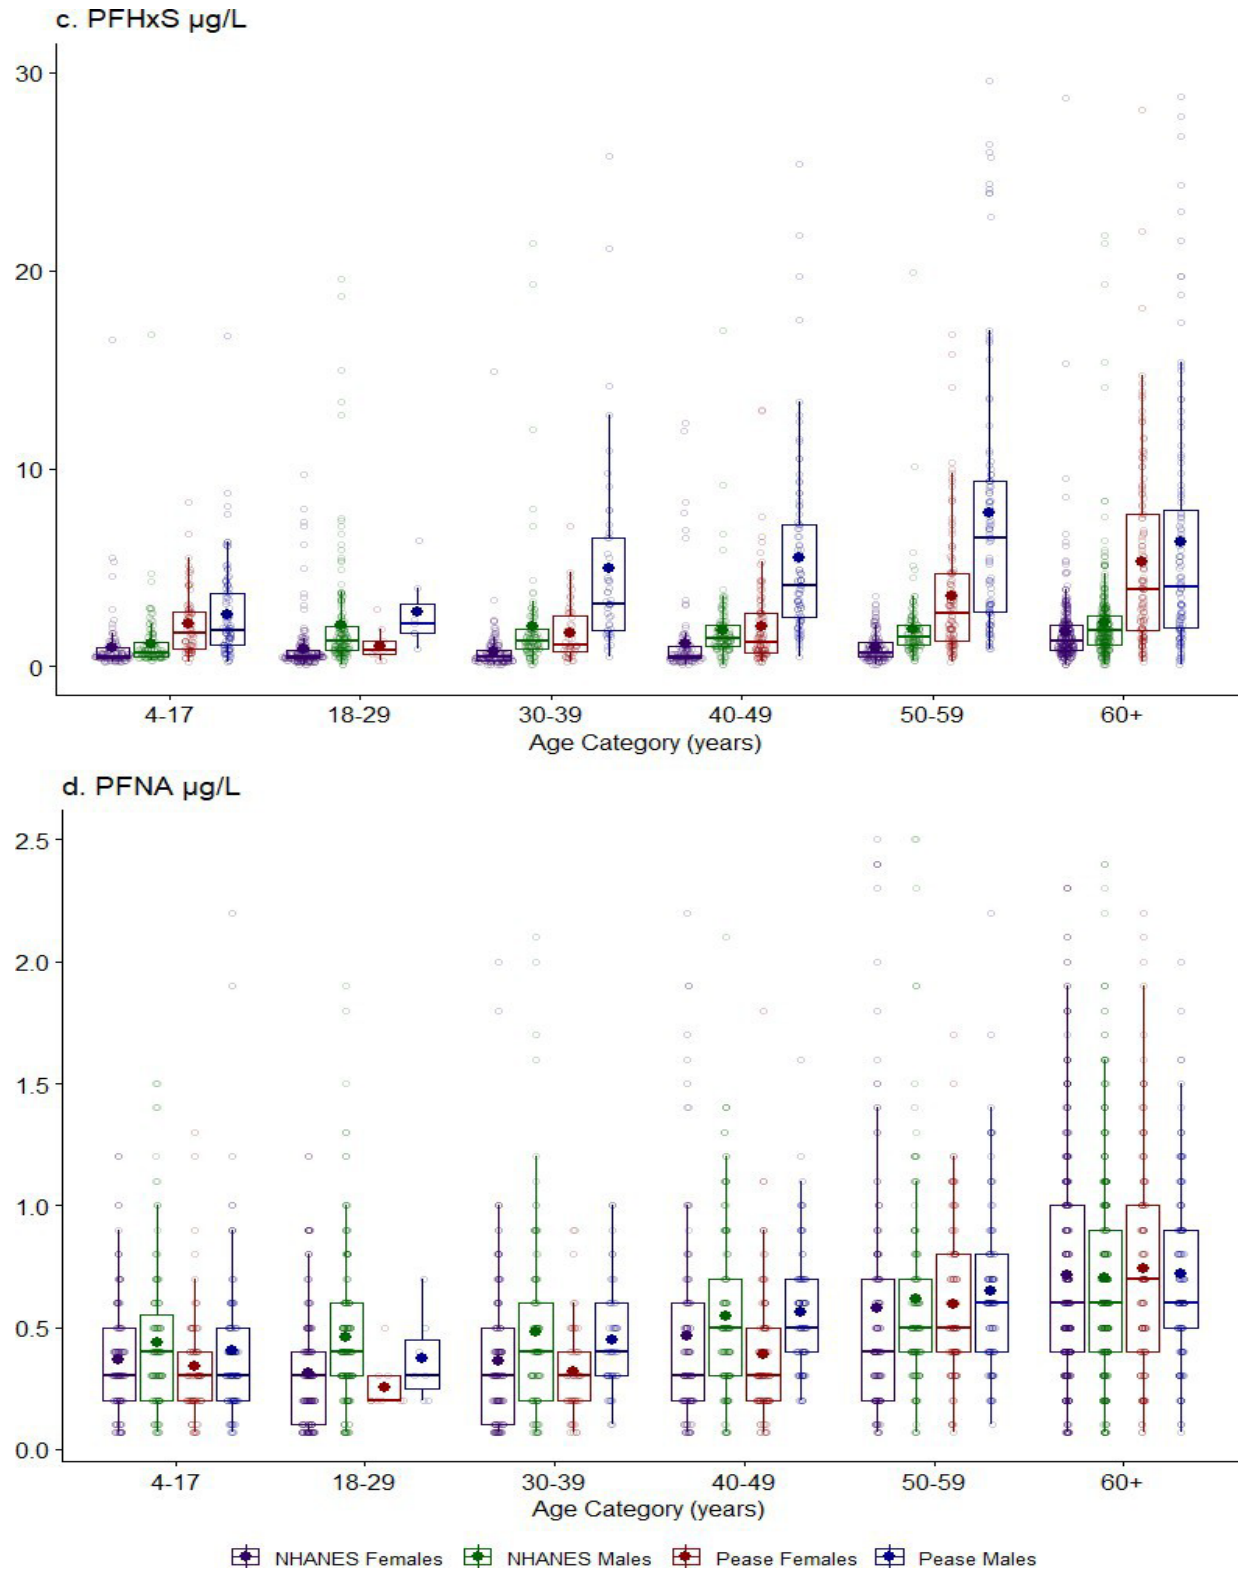 c. PFHxS µg/L
30
20
10
0
4-17 18-29 30-39 40-49 50-59 60+
Age Category (years)
d. PFNA µg/L
2.5
2.0
1.5
1.0
0.5
0.0
4-17 18-29 30-39 40-49 50-59 60+
Age Category (years)
NHANES Females NHANES Males Pease Females Pease Males